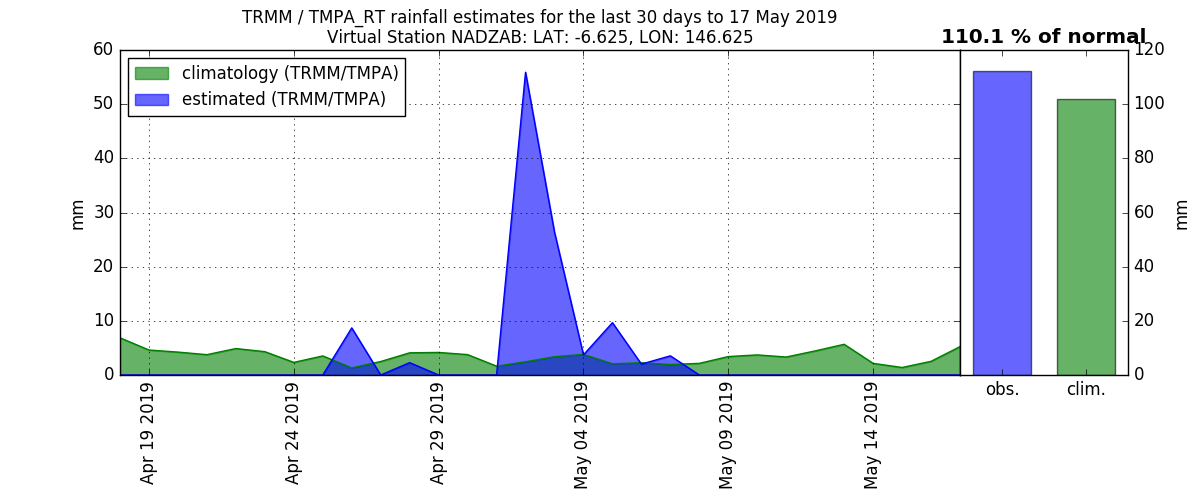 TRMM / TMPA_RT rainfall estimates for the last 30 days to 17 May 2019
Virtual Station NADZAB: LAT: -6.625, LON: 146.625
110.1 % of normal
climatology (TRMM/TMPA)
estimated (TRMM/TMPA)
60
50
40
30
20
10
0
mm
Apr 19 2019
Apr 24 2019
Apr 29 2019
May 04 2019
May 09 2019
May 14 2019
120
100
80
60
40
20
0
mm
obs.
clim.